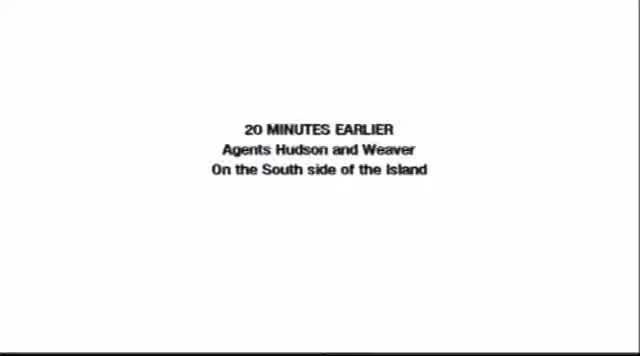 20 MINUTES EARLIER
Agents Hudson and Weaver
On the South side of the Island